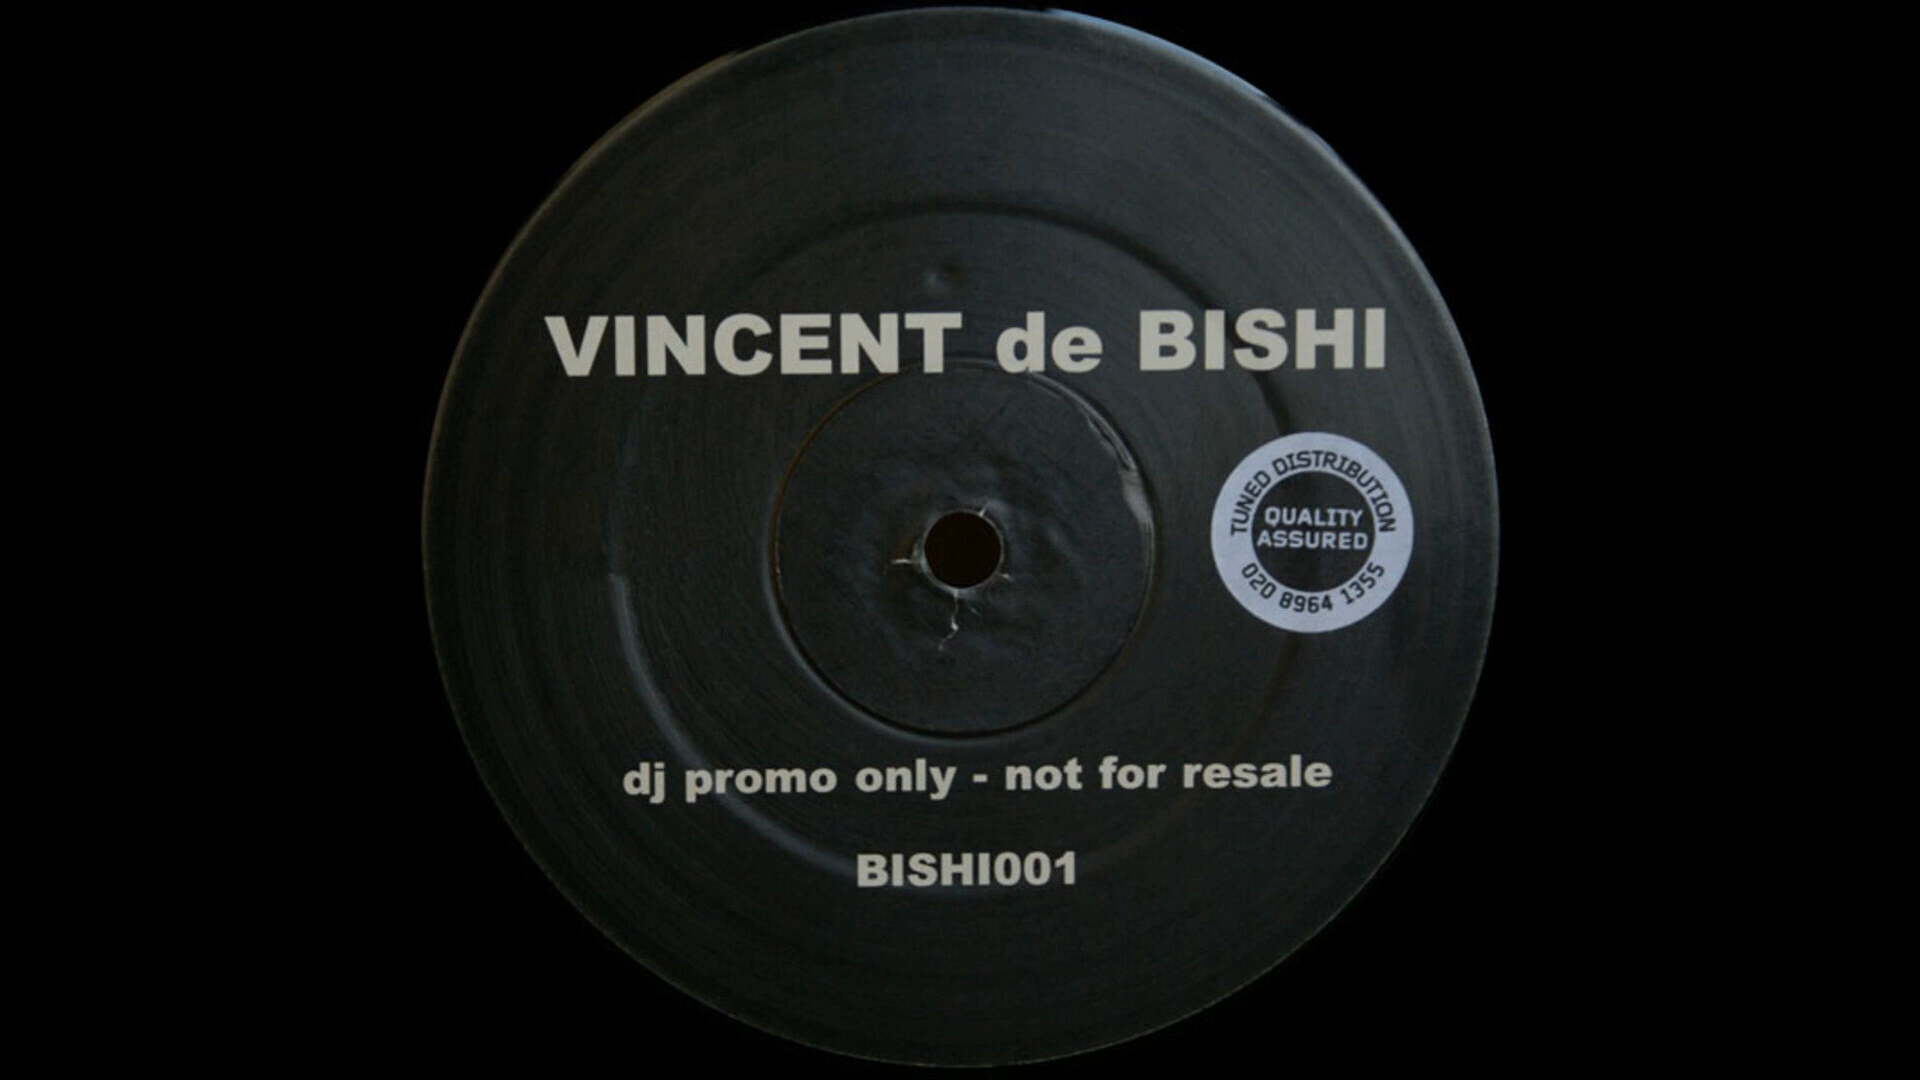 VINCENT de BISHI
TUNED DISTRIBUTION
QUALITY
ASSURED
020 8964 1355
dj promo only - not for resale
BISHI001